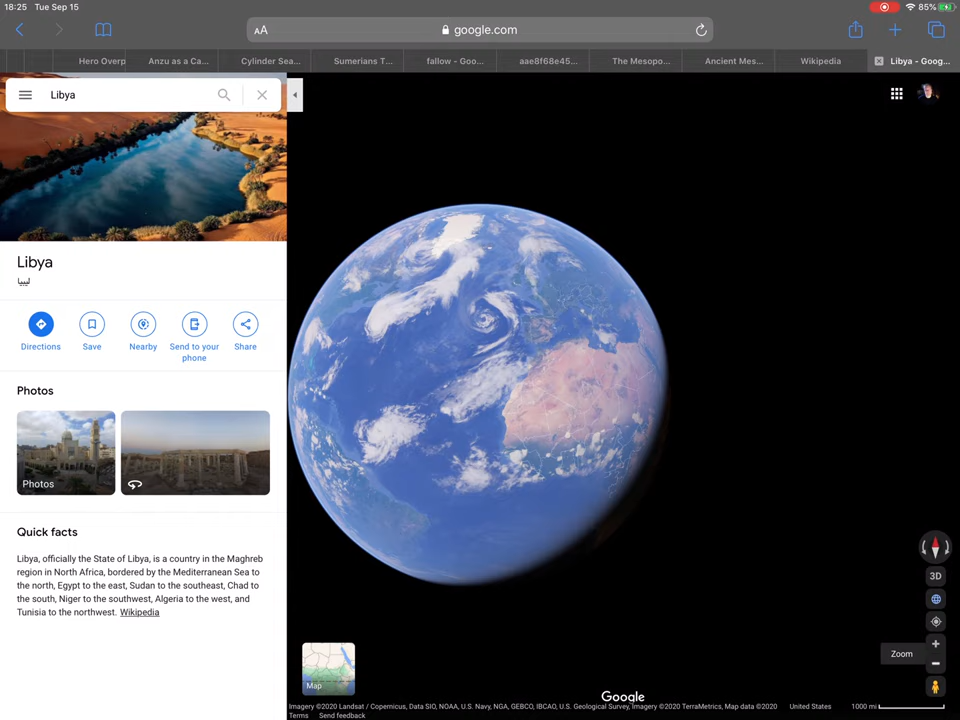 18:25 Tue Sep 15
85%
AA
google.com
Hero Overp
Anzu as a Ca...
Cylinder Sea...
Sumerians T...
fallow - Goo...
aae8f68e45...
The Mesopo...
Ancient Mes...
Wikipedia
Libya - Goog...
Libya
Libya
ليبيا
Directions
Save
Nearby
Send to your
phone
Share
Photos
Photos
Quick facts
Libya, officially the State of Libya, is a country in the Maghreb
region in North Africa, bordered by the Mediterranean Sea to
the north, Egypt to the east, Sudan to the southeast, Chad to
the south, Niger to the southwest, Algeria to the west, and
Tunisia to the northwest. Wikipedia
3D
Zoom
Map
Google
Imagery ©2020 Landsat / Copernicus, Data SIO, NOAA, U.S. Navy, NGA, GEBCO, IBCAO, U.S. Geological Survey, Imagery ©2020 TerraMetrics, Map data ©2020
United States
1000 mi
Terms
Send feedback